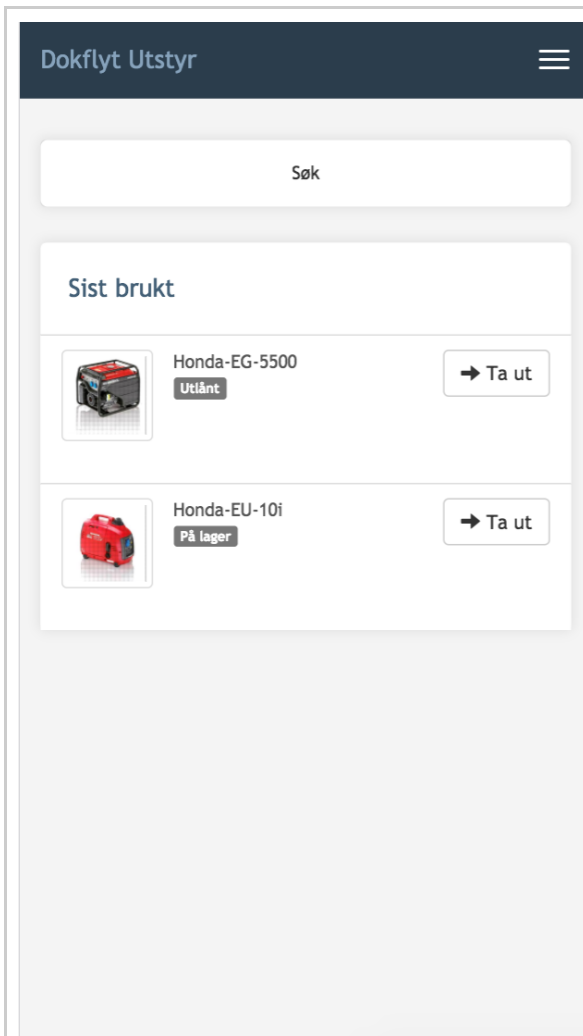 Dokflyt Utstyr
Søk
Sist brukt
Honda-EG-5500
Utlånt
Ta ut
Honda-EU-10i
På lager
Ta ut